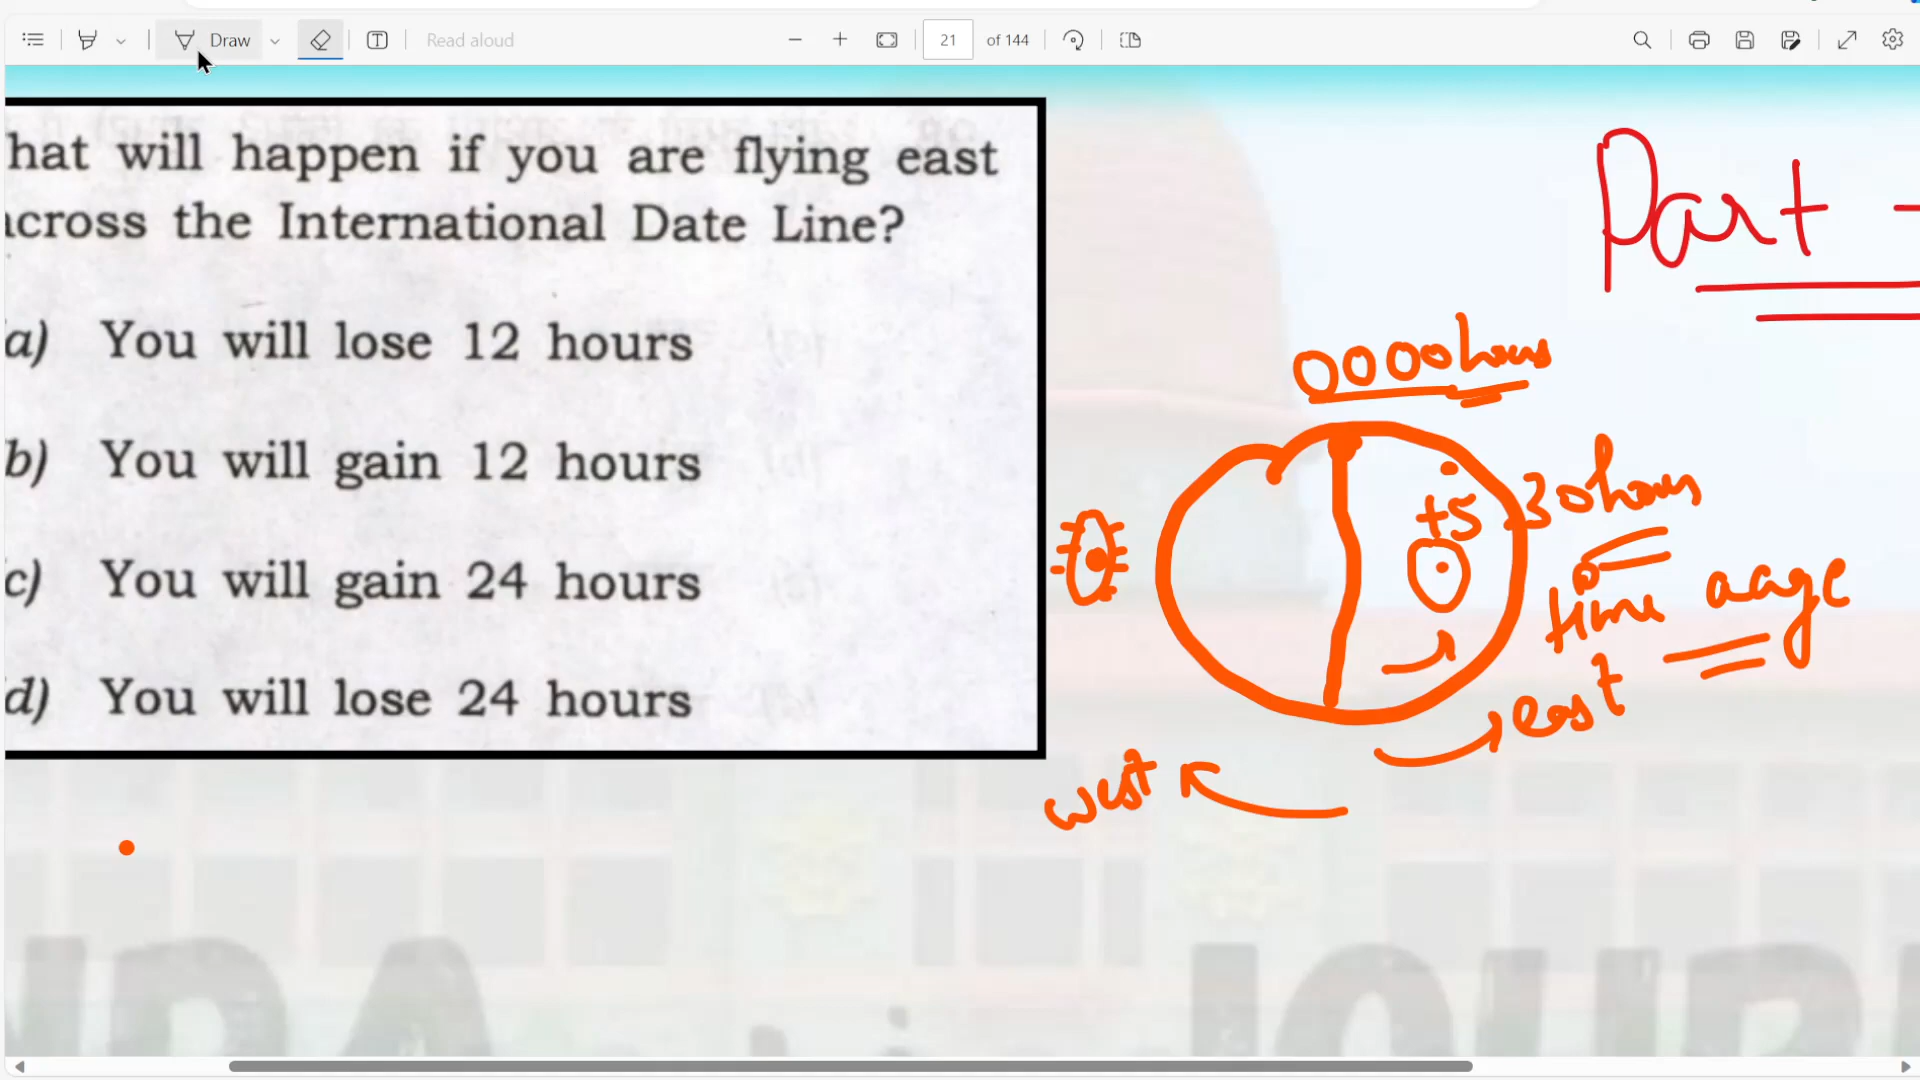 Draw
Read aloud
21
of 144
hat will happen if you are flying east
across the International Date Line?
a) You will lose 12 hours
b) You will gain 12 hours
c) You will gain 24 hours
d) You will lose 24 hours
Part -
0000 hours
+5 30 hours
time aage
east
west